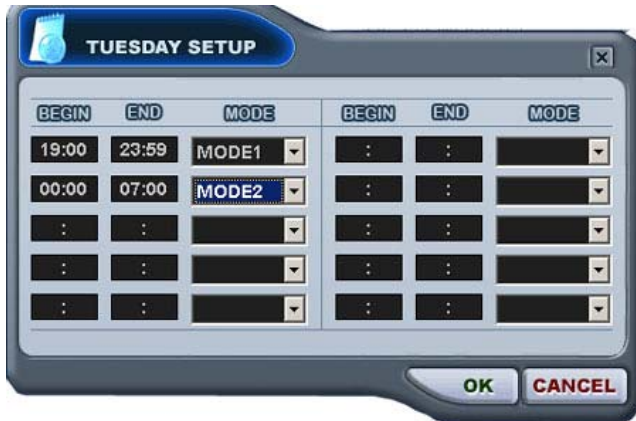 TUESDAY SETUP
BEGIN END MODE BEGIN END MODE
19:00 23:59 MODE1 : :
00:00 07:00 MODE2 : :
: : : :
: : : :
: : : :
OK CANCEL